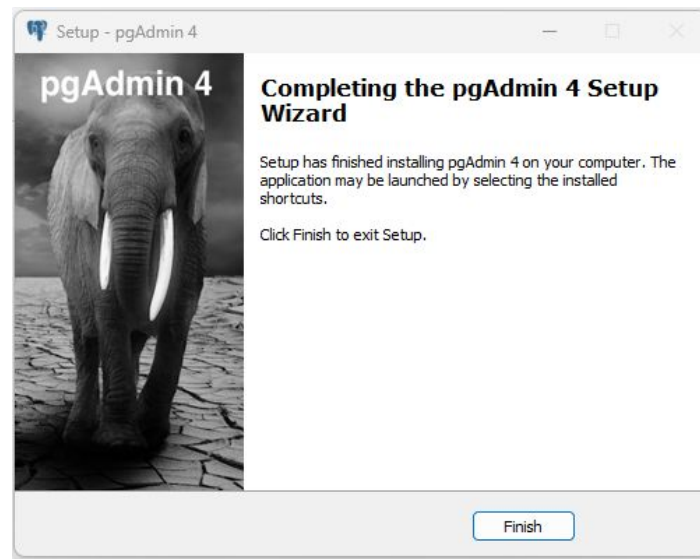 Setup - pgAdmin 4
pgAdmin 4
Completing the pgAdmin 4 Setup
Wizard
Setup has finished installing pgAdmin 4 on your computer. The
application may be launched by selecting the installed
shortcuts.
Click Finish to exit Setup.
Finish